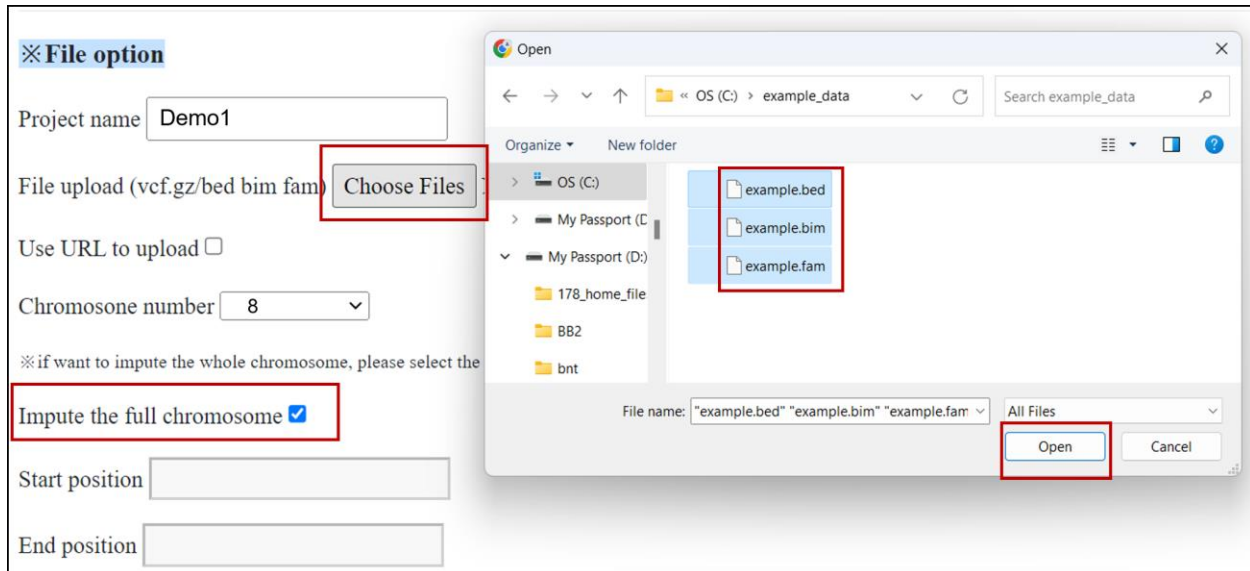 ※File option
Project name Demo1
File upload (vcf.gz/bed bim fam) Choose Files
Use URL to upload
Chromosone number 8
※if want to impute the whole chromosome, please select the
Impute the full chromosome
Start position
End position
Open
« OS (C:) > example_data
Search example_data
Organize
New folder
OS (C:)
My Passport (D
My Passport (D:)
178_home_file
BB2
bnt
example.bed
example.bim
example.fam
File name: "example.bed" "example.bim" "example.fam
All Files
Open
Cancel